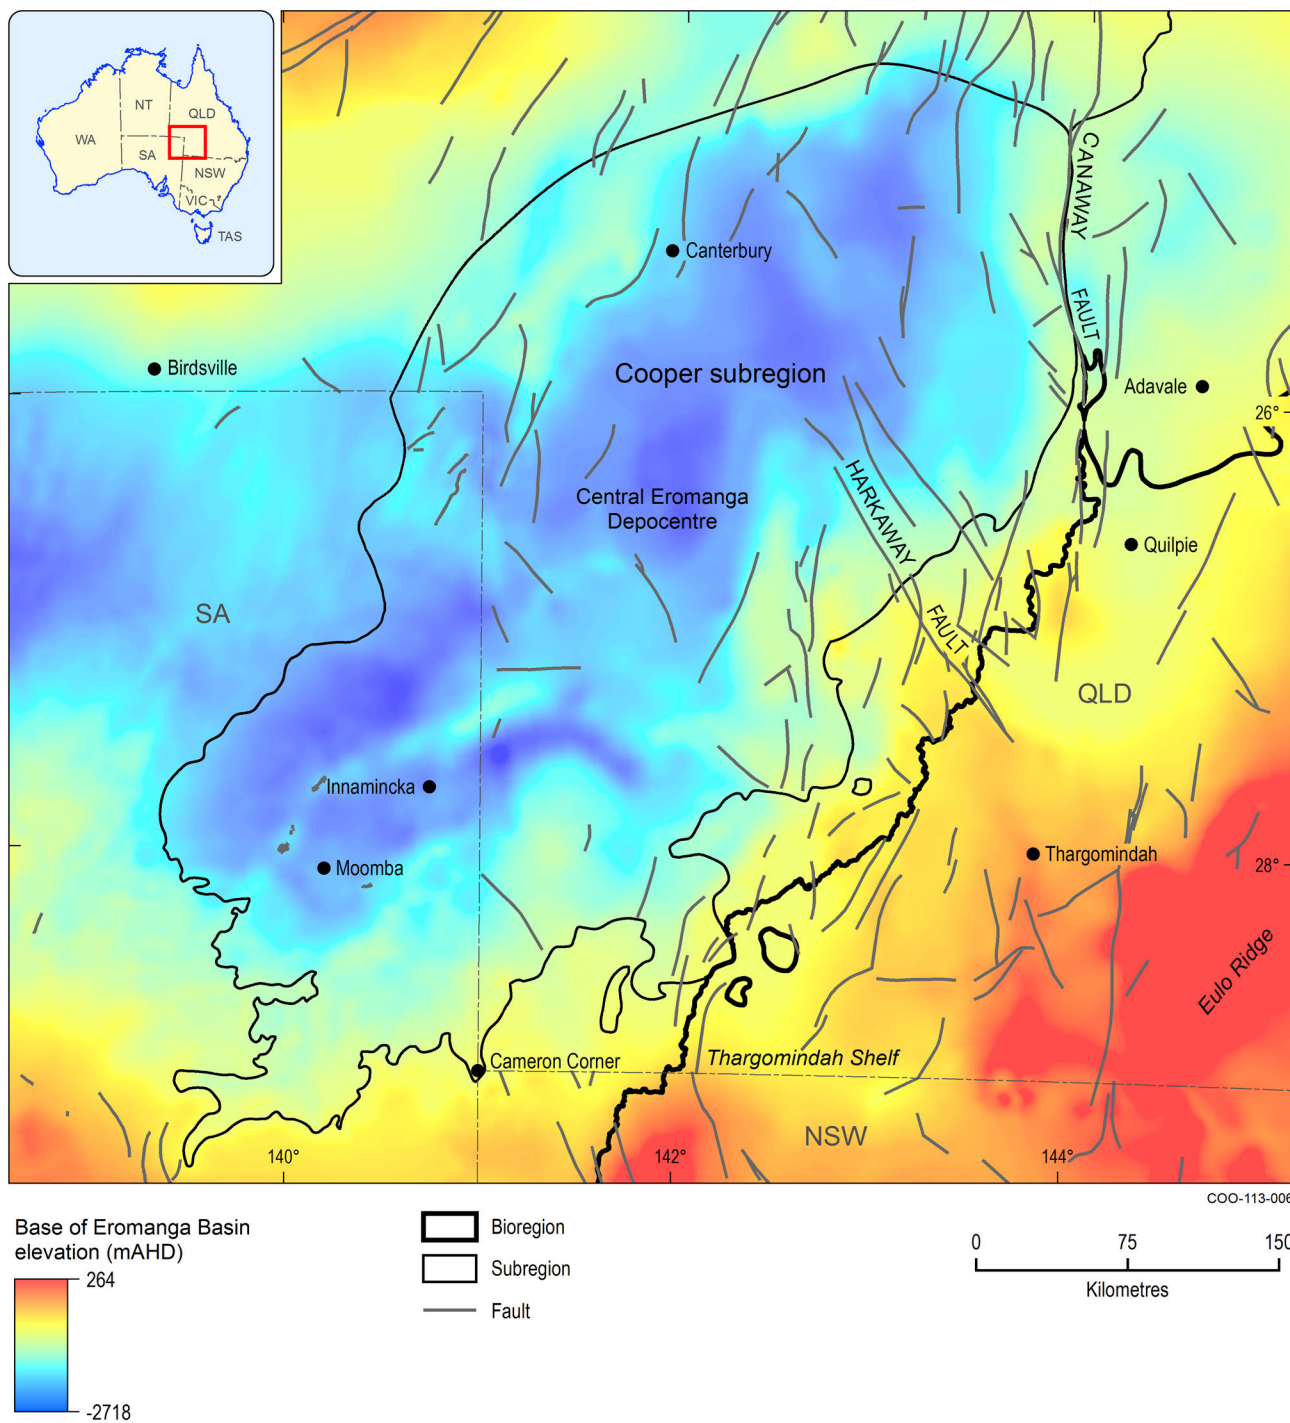 NT
QLD
WA
SA
NSW
VIC
TAS
CANAWAY
FAULT
Canterbury
Birdsville
Cooper subregion
Adavale
26°
Central Eromanga
Depocentre
HARKAWAY
FAULT
Quilpie
SA
QLD
Innamincka
Moomba
Thargomindah
28°
Eulo Ridge
Cameron Corner
Thargomindah Shelf
NSW
140°
142°
144°
COO-113-006
Base of Eromanga Basin
elevation (mAHD)
264
-2718
Bioregion
Subregion
Fault
0 75 150
Kilometres